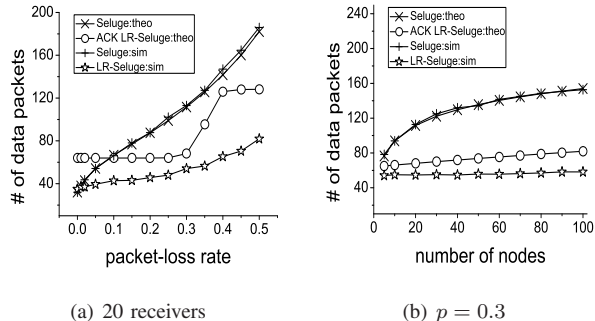 Seluge:theo
ACK LR-Seluge:theo
Seluge:sim
LR-Seluge:sim
200
160
120
80
40
# of data packets
0.0 0.1 0.2 0.3 0.4 0.5
packet-loss rate
(a) 20 receivers
Seluge:theo
ACK LR-Seluge:theo
Seluge:sim
LR-Seluge:sim
240
200
160
120
80
40
# of data packets
0 20 40 60 80 100
number of nodes
(b) p = 0.3